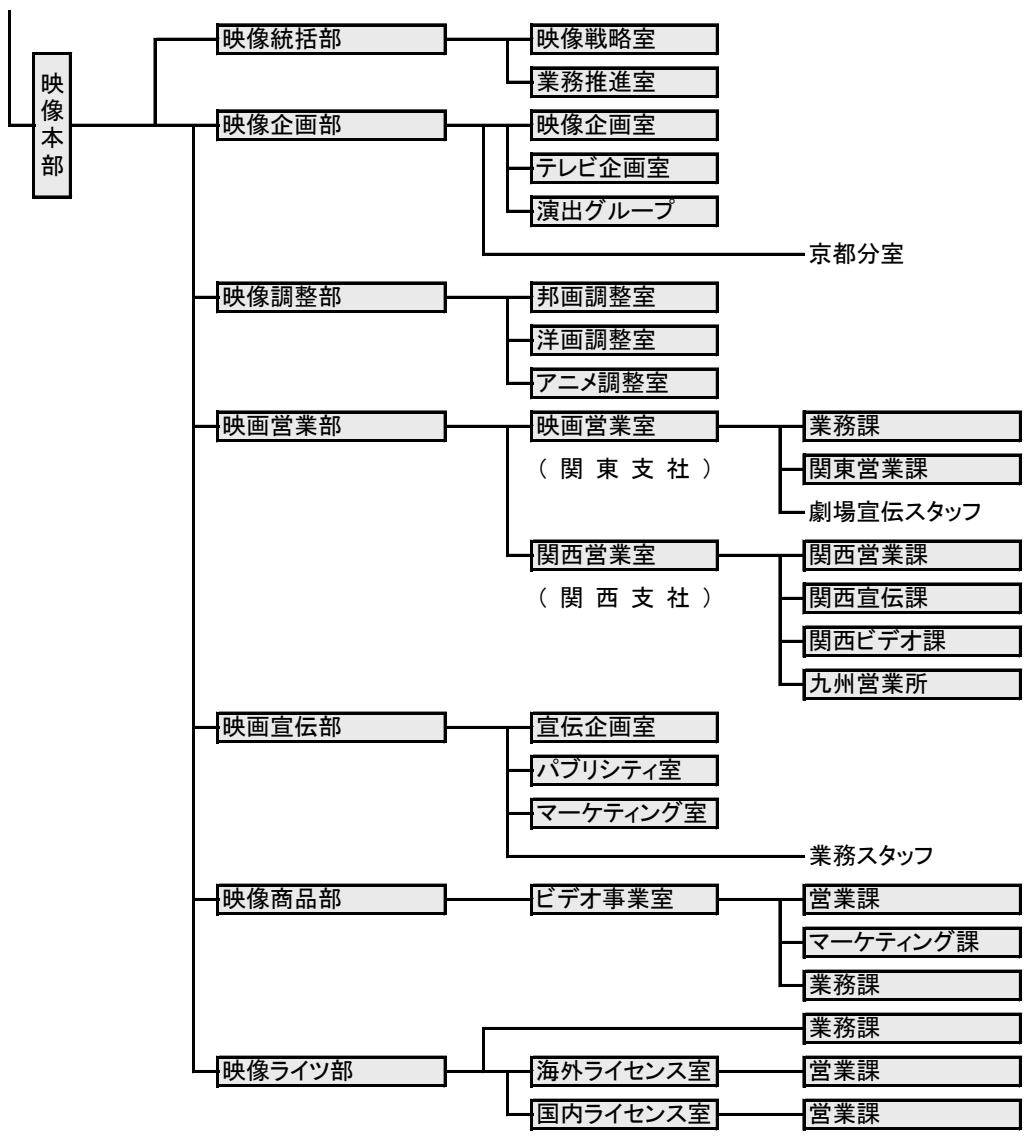 映像本部
映像統括部
映像戦略室
業務推進室
映像企画部
映像企画室
テレビ企画室
演出グループ
京都分室
映像調整部
邦画調整室
洋画調整室
アニメ調整室
映画営業部
映画営業室
業務課
(関東支社)
関東営業課
劇場宣伝スタッフ
関西営業室
関西営業課
(関西支社)
関西宣伝課
関西ビデオ課
九州営業所
映画宣伝部
宣伝企画室
パブリシティ室
マーケティング室
業務スタッフ
映像商品部
ビデオ事業室
営業課
マーケティング課
業務課
業務課
映像ライツ部
海外ライセンス室
営業課
国内ライセンス室
営業課